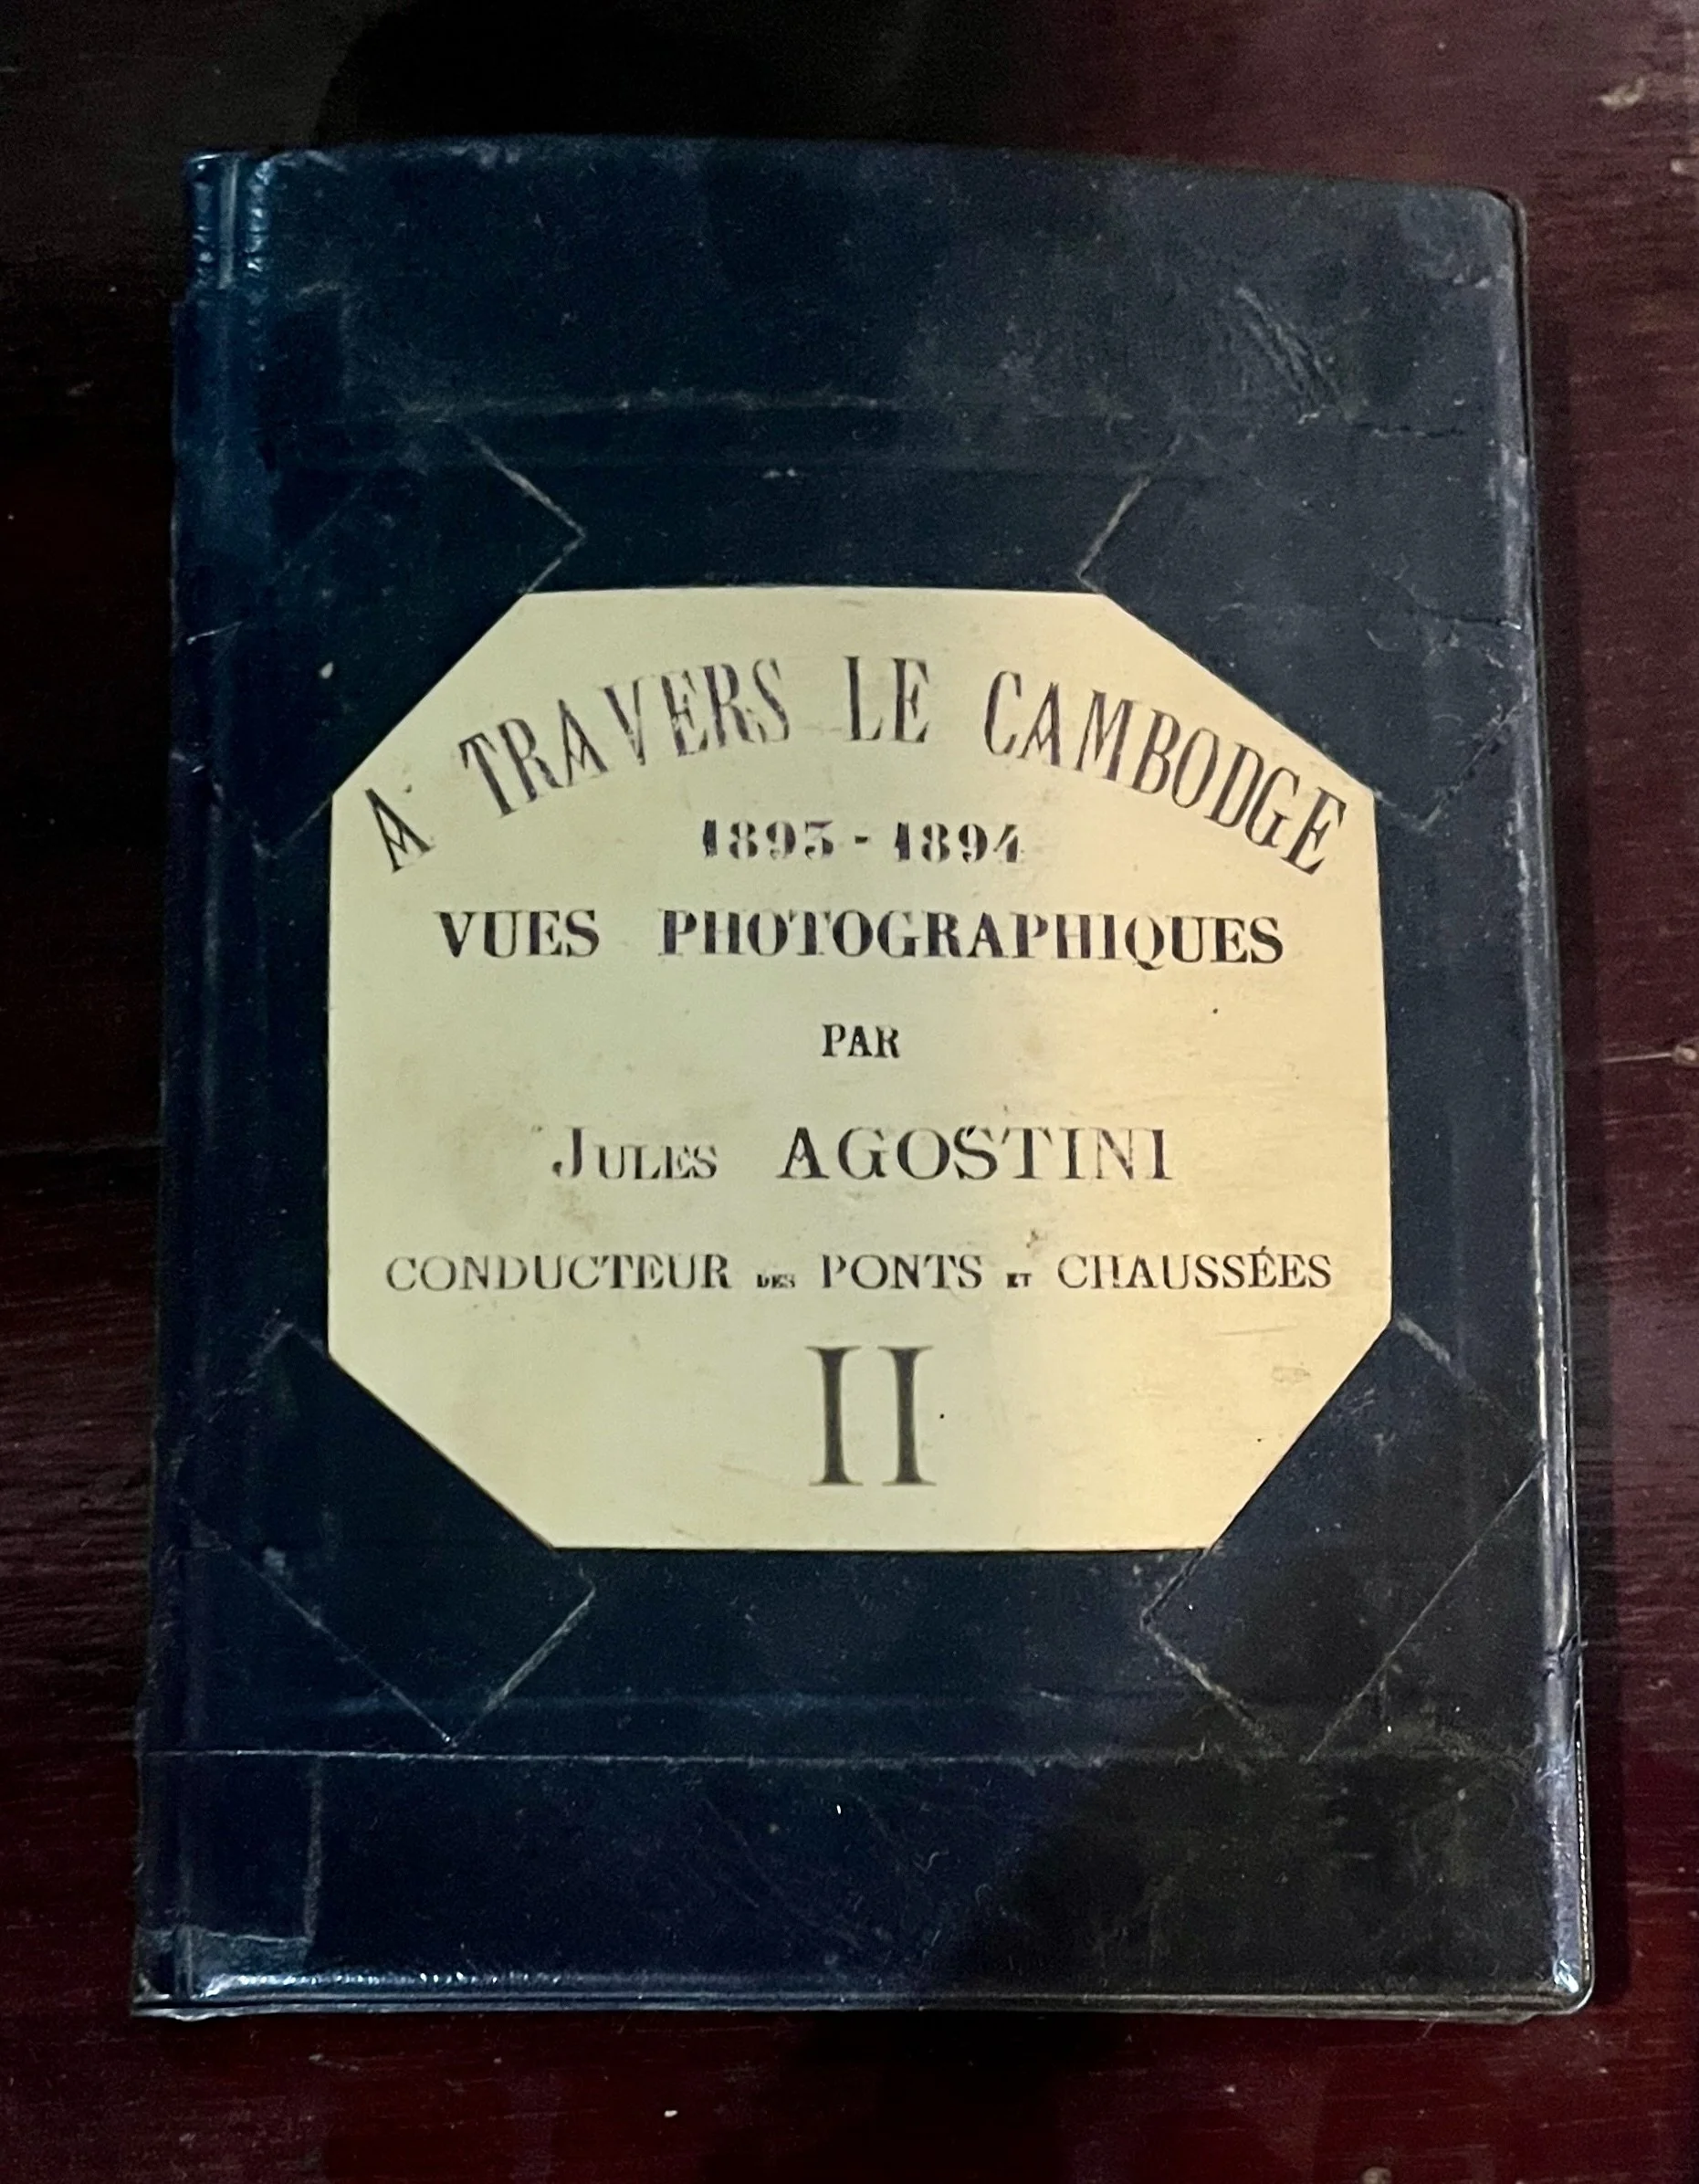 A TRAVERS LE CAMBODGE
1893-1894
VUES PHOTOGRAPHIQUES
PAR
JULES AGOSTINI
CONDUCTEUR DES PONTS ET CHAUSSÉES
II